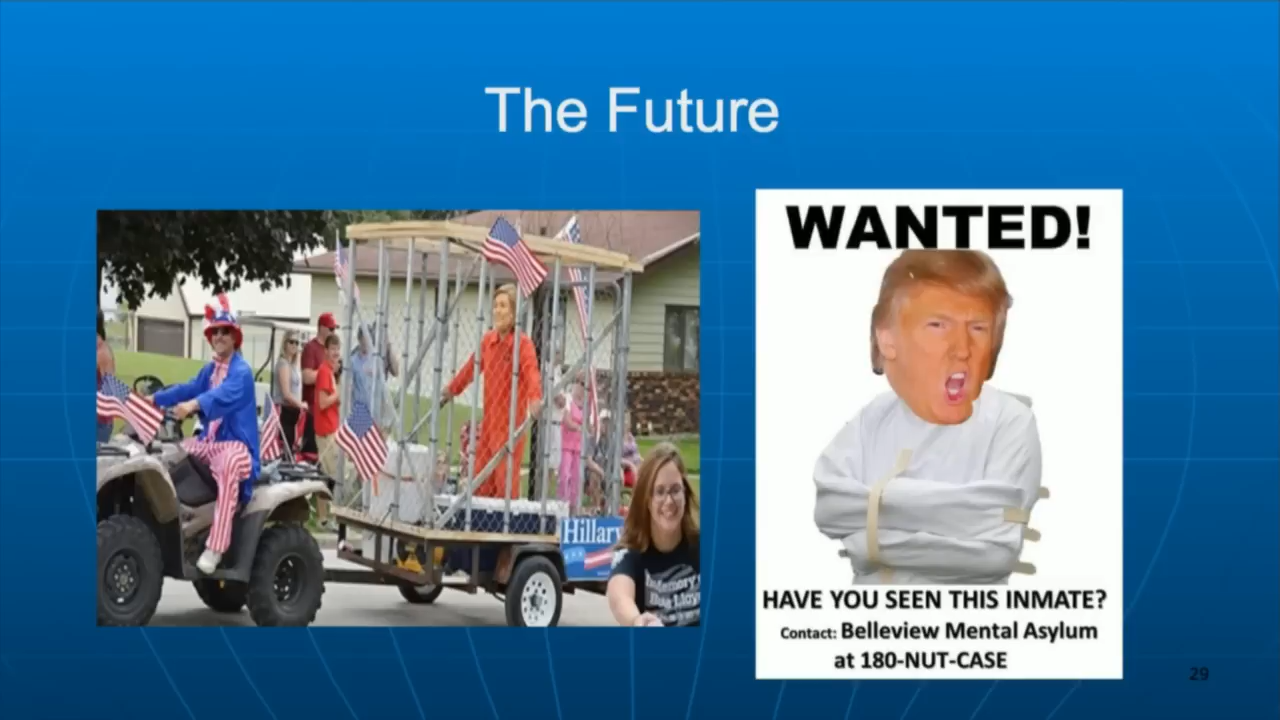 The Future
WANTED!
Hillary
HAVE YOU SEEN THIS INMATE?
Contact: Belleview Mental Asylum
at 180-NUT-CASE
29